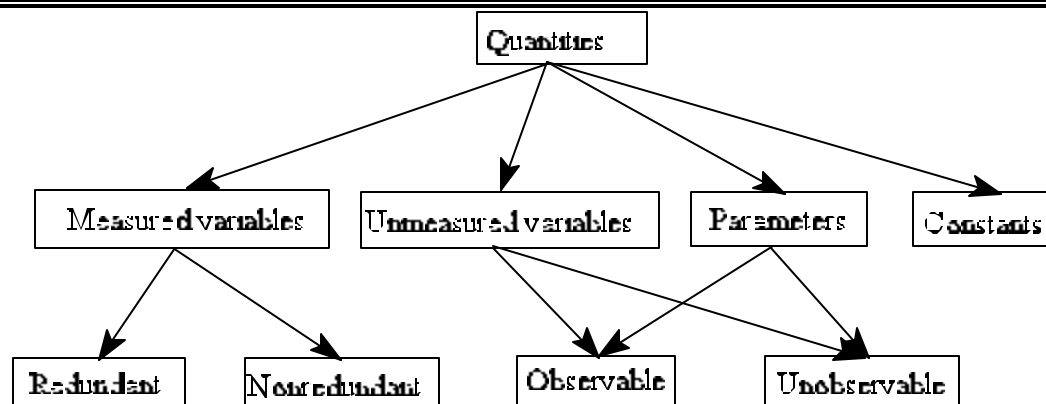 Quantities
Measured variables
Unmeasured variables
Parameters
Constants
Redundant
Nonredundant
Observable
Unobservable